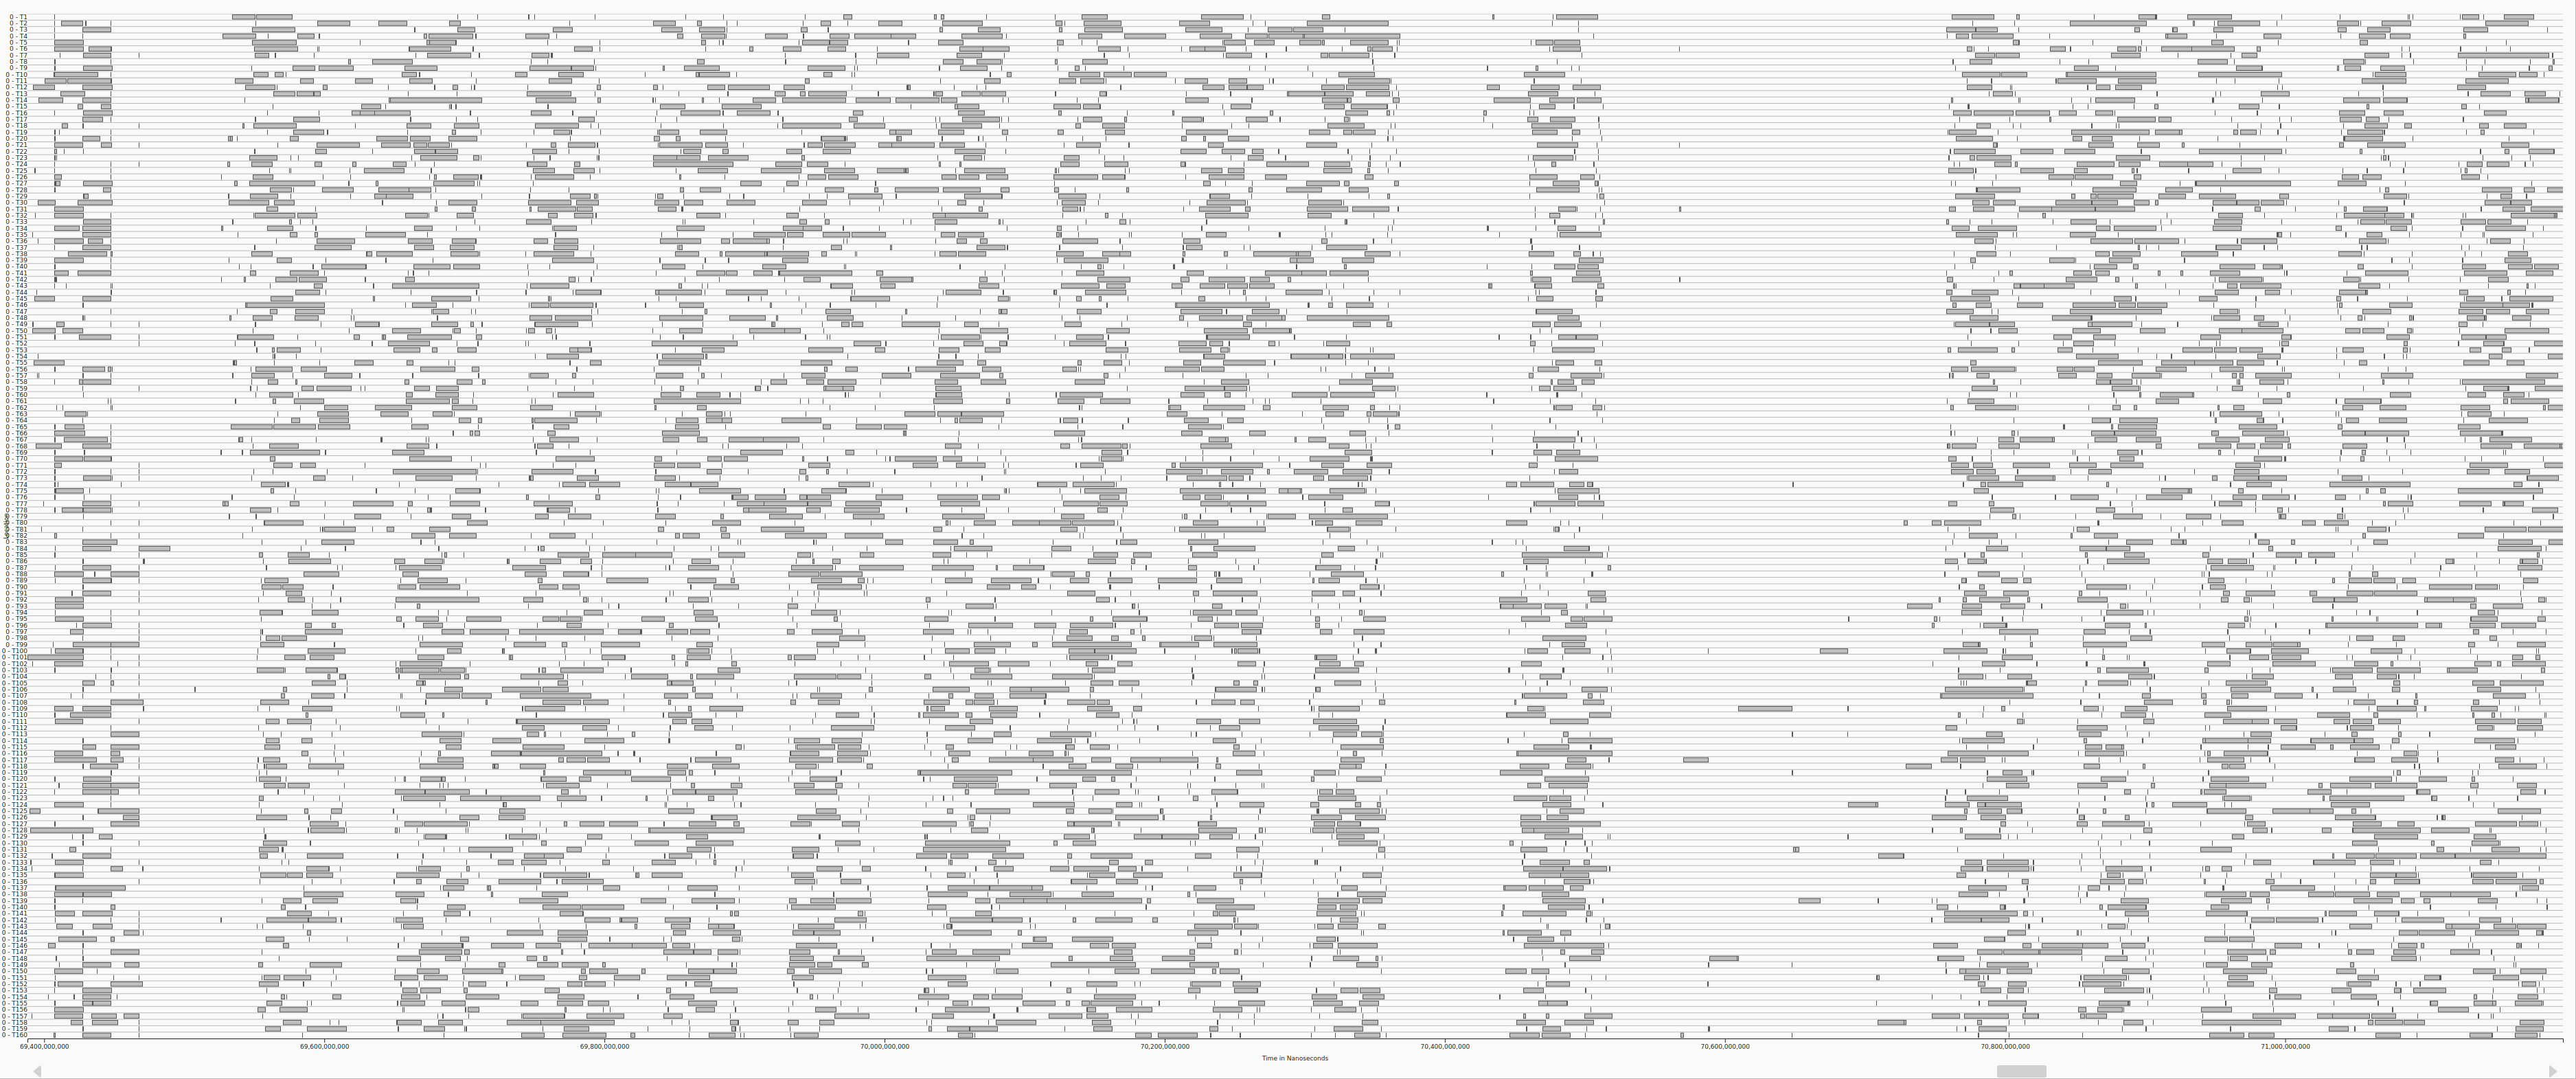 0 - T1
0 - T2
0 - T3
0 - T4
0 - T5
0 - T6
0 - T7
0 - T8
0 - T9
0 - T10
0 - T11
0 - T12
0 - T13
0 - T14
0 - T15
0 - T16
0 - T17
0 - T18
0 - T19
0 - T20
0 - T21
0 - T22
0 - T23
0 - T24
0 - T25
0 - T26
0 - T27
0 - T28
0 - T29
0 - T30
0 - T31
0 - T32
0 - T33
0 - T34
0 - T35
0 - T36
0 - T37
0 - T38
0 - T39
0 - T40
0 - T41
0 - T42
0 - T43
0 - T44
0 - T45
0 - T46
0 - T47
0 - T48
0 - T49
0 - T50
0 - T51
0 - T52
0 - T53
0 - T54
0 - T55
0 - T56
0 - T57
0 - T58
0 - T59
0 - T60
0 - T61
0 - T62
0 - T63
0 - T64
0 - T65
0 - T66
0 - T67
0 - T68
0 - T69
0 - T70
0 - T71
0 - T72
0 - T73
0 - T74
0 - T75
0 - T76
0 - T77
0 - T78
0 - T79
0 - T80
0 - T81
0 - T82
0 - T83
0 - T84
0 - T85
0 - T86
0 - T87
0 - T88
0 - T89
0 - T90
0 - T91
0 - T92
0 - T93
0 - T94
0 - T95
0 - T96
0 - T97
0 - T98
0 - T99
0 - T100
0 - T101
0 - T102
0 - T103
0 - T104
0 - T105
0 - T106
0 - T107
0 - T108
0 - T109
0 - T110
0 - T111
0 - T112
0 - T113
0 - T114
0 - T115
0 - T116
0 - T117
0 - T118
0 - T119
0 - T120
0 - T121
0 - T122
0 - T123
0 - T124
0 - T125
0 - T126
0 - T127
0 - T128
0 - T129
0 - T130
0 - T131
0 - T132
0 - T133
0 - T134
0 - T135
0 - T136
0 - T137
0 - T138
0 - T139
0 - T140
0 - T141
0 - T142
0 - T143
0 - T144
0 - T145
0 - T146
0 - T147
0 - T148
0 - T149
0 - T150
0 - T151
0 - T152
0 - T153
0 - T154
0 - T155
0 - T156
0 - T157
0 - T158
0 - T159
0 - T160
69,400,000,000 69,600,000,000 69,800,000,000 70,000,000,000 70,200,000,000 70,400,000,000 70,600,000,000 70,800,000,000 71,000,000,000
Time in Nanoseconds